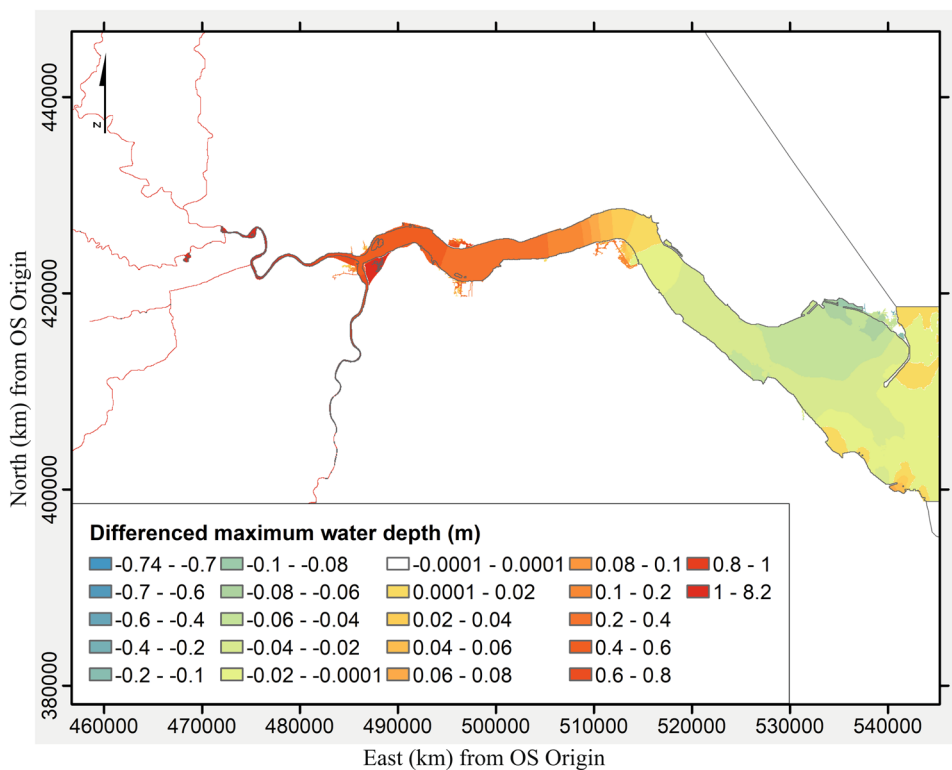 440000
420000
400000
380000
North (km) from OS Origin
z
Differenced maximum water depth (m)
-0.74 - -0.7 -0.1 - -0.08 -0.0001 - 0.0001 0.08 - 0.1 0.8 - 1
-0.7 - -0.6 -0.08 - -0.06 0.0001 - 0.02 0.1 - 0.2 1 - 8.2
-0.6 - -0.4 -0.06 - -0.04 0.02 - 0.04 0.2 - 0.4
-0.4 - -0.2 -0.04 - -0.02 0.04 - 0.06 0.4 - 0.6
-0.2 - -0.1 -0.02 - -0.0001 0.06 - 0.08 0.6 - 0.8
460000 470000 480000 490000 500000 510000 520000 530000 540000
East (km) from OS Origin